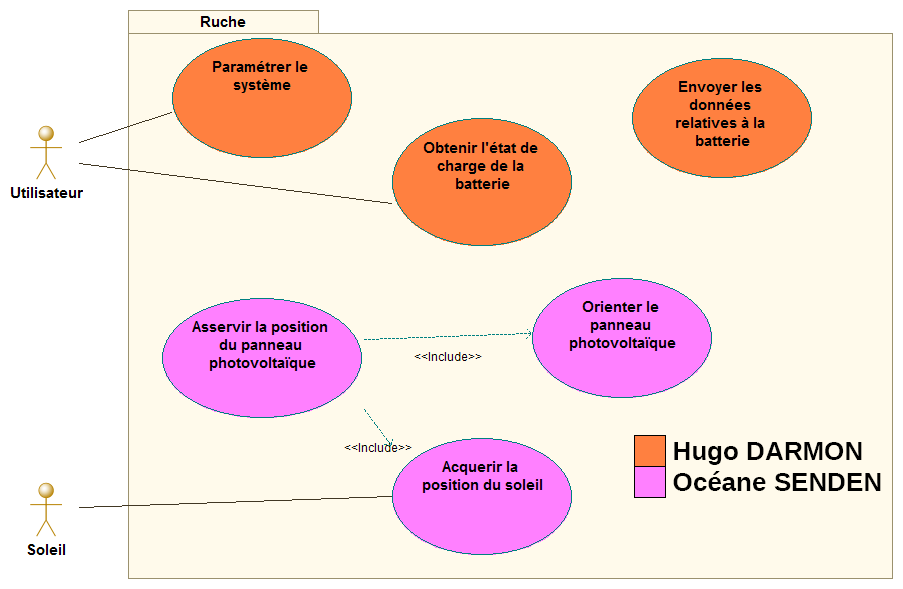 Ruche
Paramétrer le
système
Envoyer les
données
relatives à la
batterie
Obtenir l'état de
charge de la
batterie
Utilisateur
Asservir la position
du panneau
photovoltaïque
Orienter le
panneau
photovoltaïque
<<Include>>
<<Include>>
Acquerir la
position du soleil
Hugo DARMON
Océane SENDEN
Soleil